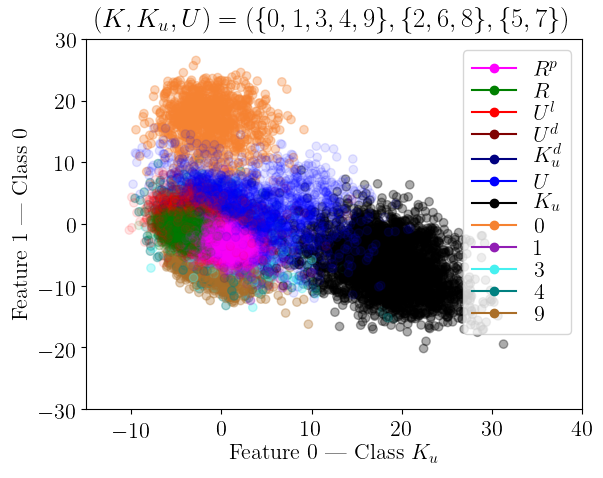 (K, K_u, U) = ({0, 1, 3, 4, 9}, {2, 6, 8}, {5, 7})
30
20
10
0
−10
−20
−30
Feature 1 — Class 0
−10
0
10
20
30
40
Feature 0 — Class K_u
R^p
R
U^l
U^d
K_u^d
U
K_u
0
1
3
4
9